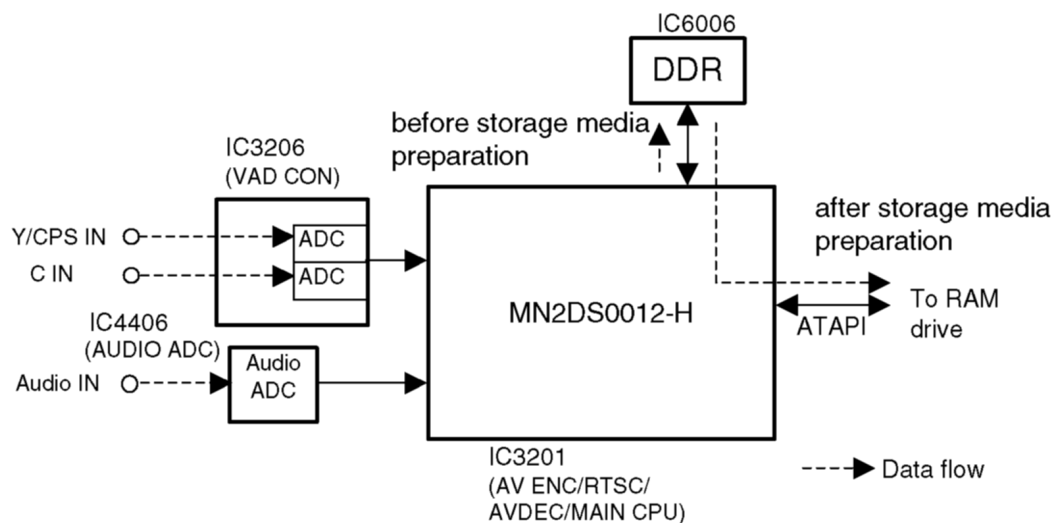 IC6006
DDR
before storage media
preparation
IC3206
(VAD CON)
after storage media
preparation
Y/CPS IN
ADC
C IN
ADC
MN2DS0012-H
To RAM
drive
ATAPI
IC4406
(AUDIO ADC)
Audio IN
Audio
ADC
IC3201
(AV ENC/RTSC/
AVDEC/MAIN CPU)
Data flow